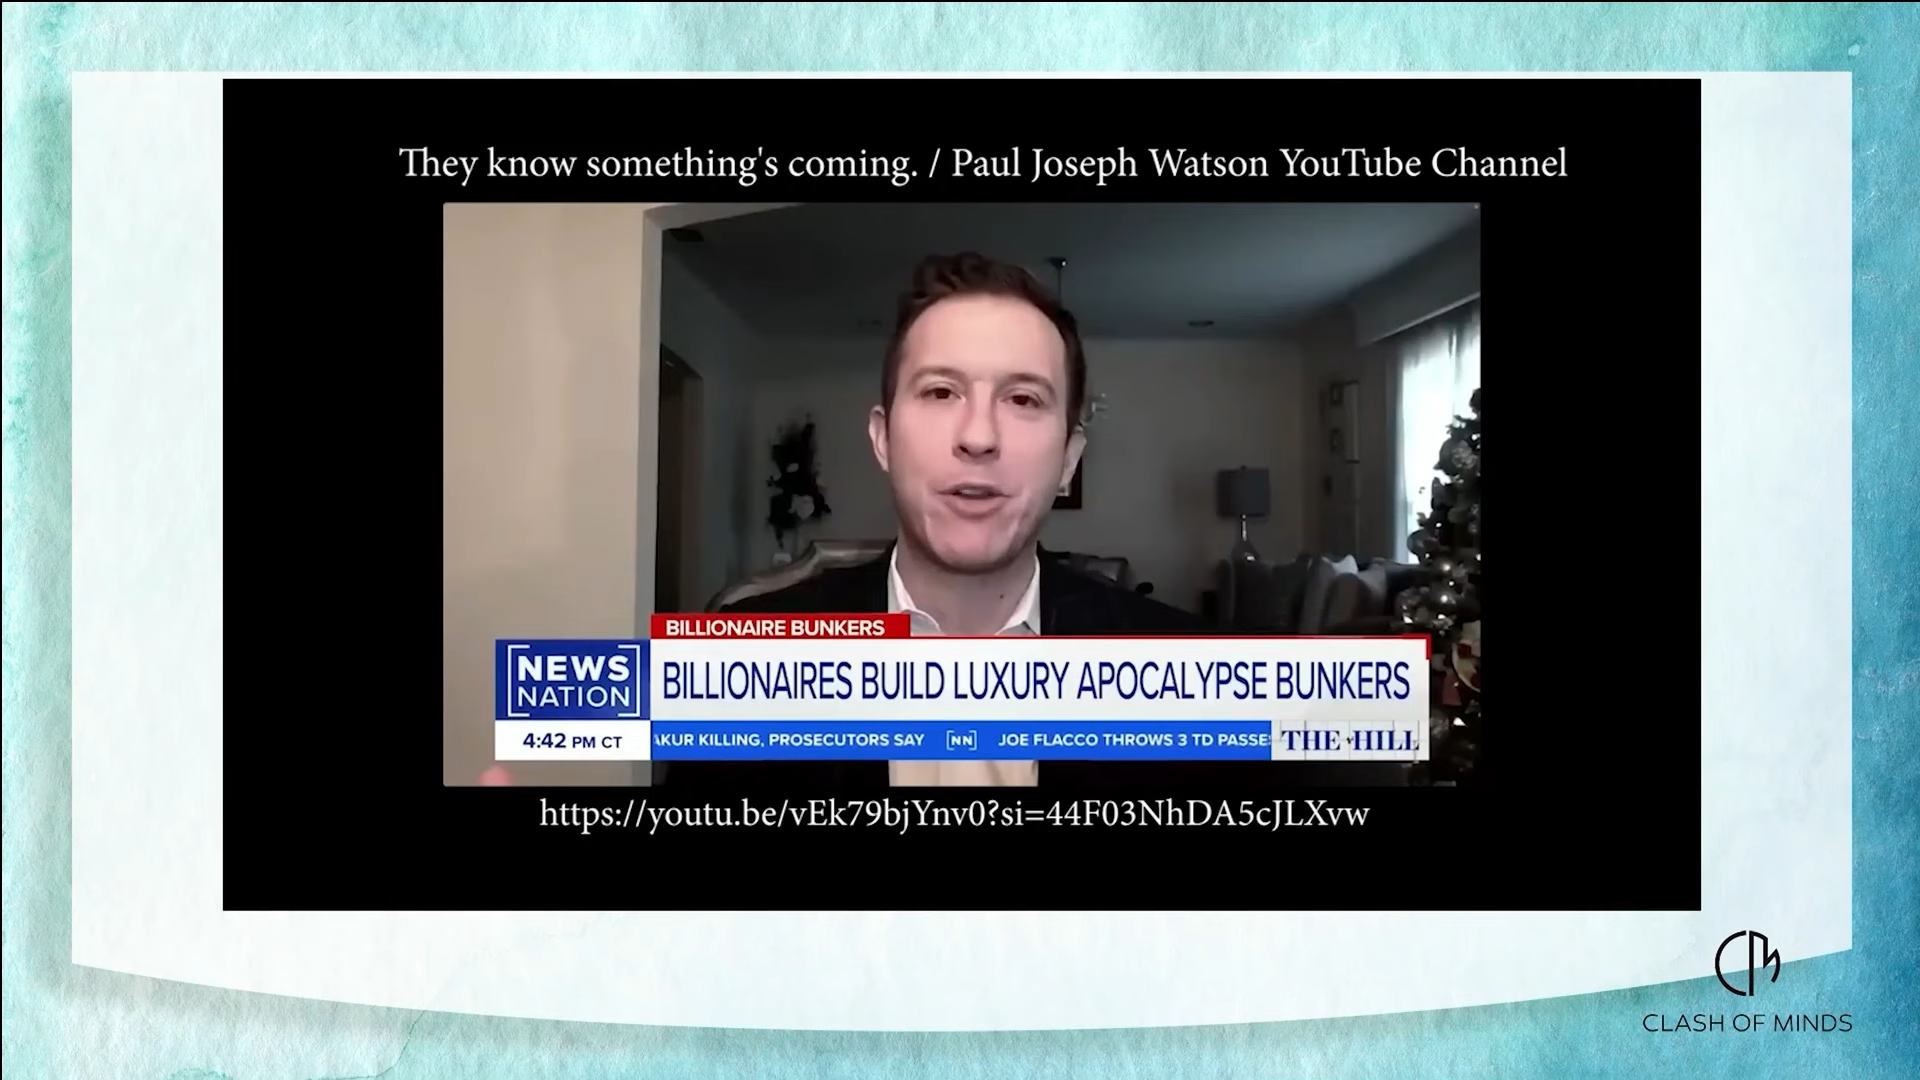 They know something's coming. / Paul Joseph Watson YouTube Channel
BILLIONAIRE BUNKERS
NEWS NATION
BILLIONAIRES BUILD LUXURY APOCALYPSE BUNKERS
4:42 PM CT
AKUR KILLING, PROSECUTORS SAY NN JOE FLACCO THROWS 3 TD PASSE
THE HILL
https://youtu.be/vEk79bjYnv0?si=44F03NhDA5cJLXvw
CLASH OF MINDS